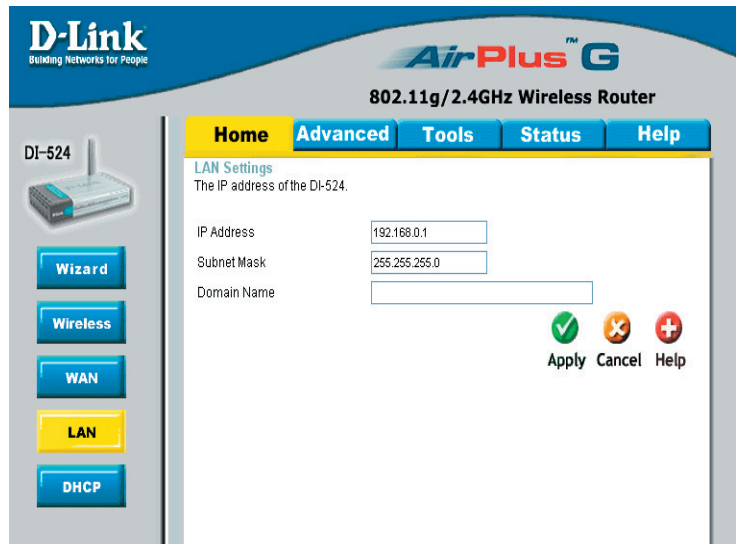 D-Link
Building Networks for People
AirPlus™G
802.11g/2.4GHz Wireless Router
DI-524
Home Advanced Tools Status Help
LAN Settings
The IP address of the DI-524.
IP Address 192.168.0.1
Subnet Mask 255.255.255.0
Domain Name
Apply Cancel Help
Wizard
Wireless
WAN
LAN
DHCP